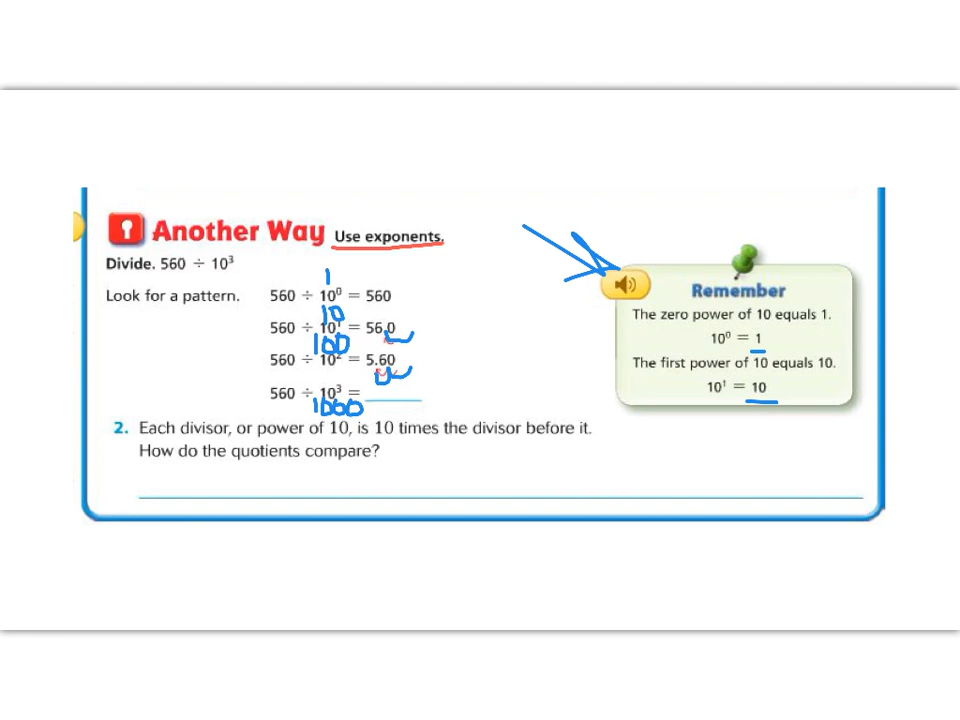 Another Way Use exponents.
Divide. 560 ÷ 10³
1
Look for a pattern. 560 ÷ 10⁰ = 560
10
560 ÷ 10¹ = 56.0
100
560 ÷ 10² = 5.60
560 ÷ 10³ =
1000
2. Each divisor, or power of 10, is 10 times the divisor before it.
How do the quotients compare?
Remember
The zero power of 10 equals 1.
10⁰ = 1
The first power of 10 equals 10.
10¹ = 10